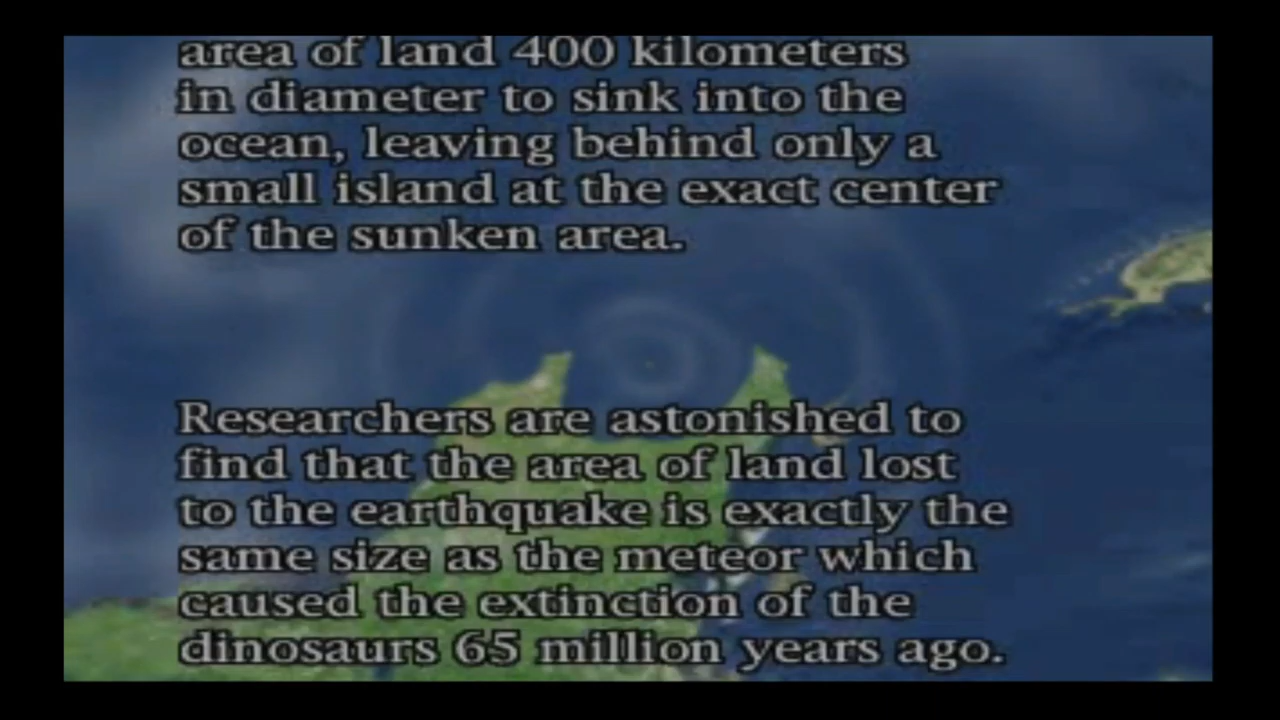 area of land 400 kilometers
in diameter to sink into the
ocean, leaving behind only a
small island at the exact center
of the sunken area.
Researchers are astonished to
find that the area of land lost
to the earthquake is exactly the
same size as the meteor which
caused the extinction of the
dinosaurs 65 million years ago.